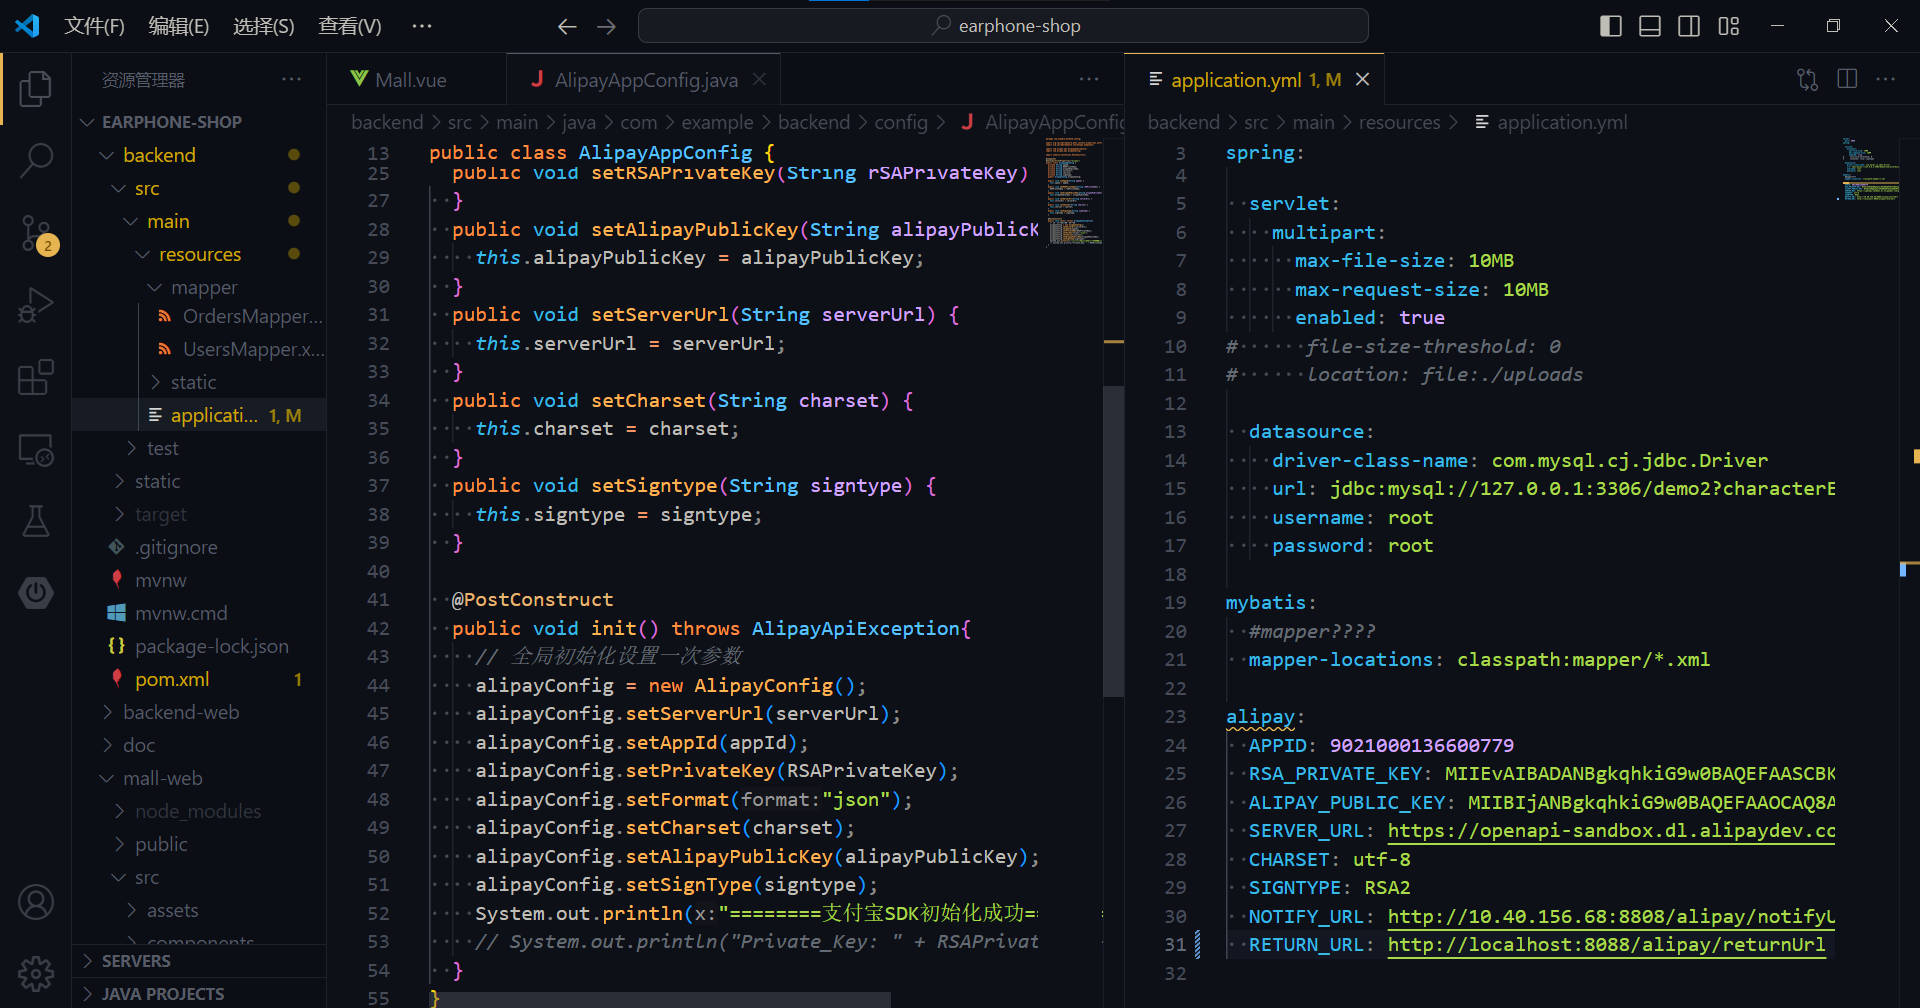 文件(F) 编辑(E) 选择(S) 查看(V) ··· earphone-shop
资源管理器 ···
EARPHONE-SHOP
backend
src
main
resources
mapper
OrdersMapper...
UsersMapper.x...
static
applicati... 1, M
test
static
target
.gitignore
mvnw
mvnw.cmd
package-lock.json
pom.xml 1
backend-web
doc
mall-web
node_modules
public
src
assets
components
SERVERS
JAVA PROJECTS
2
Mall.vue
AlipayAppConfig.java
backend > src > main > java > com > example > backend > config > AlipayAppConfig
13 public class AlipayAppConfig {
25 public void setRSAPrivateKey(String rSAPrivateKey)
27 }
28 public void setAlipayPublicKey(String alipayPublicK
29 this.alipayPublicKey = alipayPublicKey;
30 }
31 public void setServerUrl(String serverUrl) {
32 this.serverUrl = serverUrl;
33 }
34 public void setCharset(String charset) {
35 this.charset = charset;
36 }
37 public void setSigntype(String signtype) {
38 this.signtype = signtype;
39 }
40
41 @PostConstruct
42 public void init() throws AlipayApiException{
43 // 全局初始化设置一次参数
44 alipayConfig = new AlipayConfig();
45 alipayConfig.setServerUrl(serverUrl);
46 alipayConfig.setAppId(appId);
47 alipayConfig.setPrivateKey(RSAPrivateKey);
48 alipayConfig.setFormat(format:"json");
49 alipayConfig.setCharset(charset);
50 alipayConfig.setAlipayPublicKey(alipayPublicKey);
51 alipayConfig.setSignType(signtype);
52 System.out.println(x:"========支付宝SDK初始化成功==
53 // System.out.println("Private_Key: " + RSAPrivat
54 }
55 }
application.yml 1, M
backend > src > main > resources > application.yml
3 spring:
4
5 servlet:
6 multipart:
7 max-file-size: 10MB
8 max-request-size: 10MB
9 enabled: true
10 # file-size-threshold: 0
11 # location: file:./uploads
12
13 datasource:
14 driver-class-name: com.mysql.cj.jdbc.Driver
15 url: jdbc:mysql://127.0.0.1:3306/demo2?characterE
16 username: root
17 password: root
18
19 mybatis:
20 #mapper????
21 mapper-locations: classpath:mapper/*.xml
22
23 alipay:
24 APPID: 9021000136600779
25 RSA_PRIVATE_KEY: MIIEvAIBADANBgkqhkiG9w0BAQEFAASCBK
26 ALIPAY_PUBLIC_KEY: MIIBIjANBgkqhkiG9w0BAQEFAAOCAQ8A
27 SERVER_URL: https://openapi-sandbox.dl.alipaydev.co
28 CHARSET: utf-8
29 SIGNTYPE: RSA2
30 NOTIFY_URL: http://10.40.156.68:8808/alipay/notifyU
31 RETURN_URL: http://localhost:8088/alipay/returnUrl
32